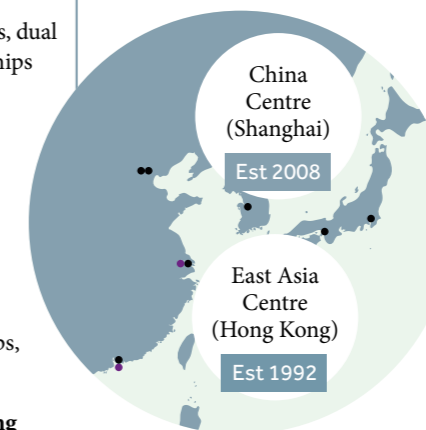 s, dual
hips
China
Centre
(Shanghai)
Est 2008
East Asia
Centre
(Hong Kong)
Est 1992
os,
ng